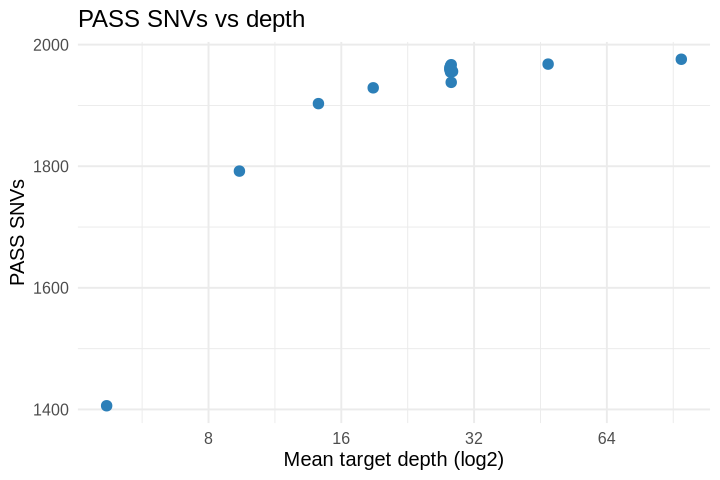 PASS SNVs vs depth
PASS SNVs
2000
1800
1600
1400
8 16 32 64
Mean target depth (log2)